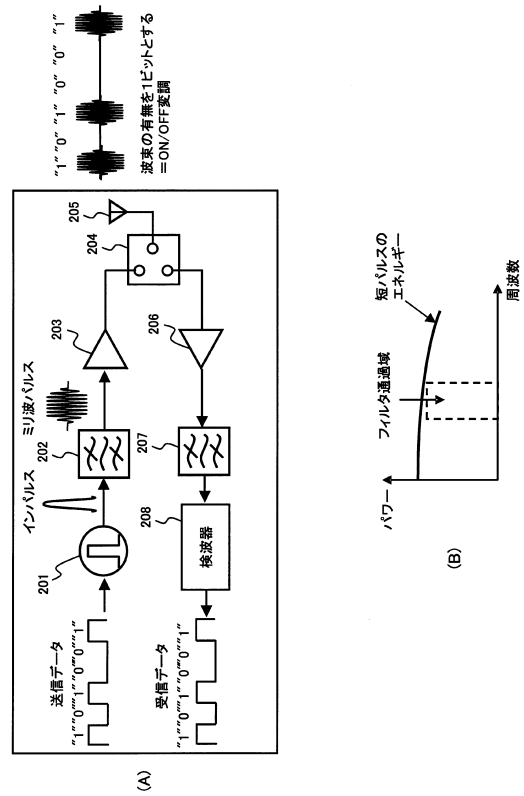 (A)
送信データ
"1""0""1""0""0""1"
201
インパルス
202
ミリ波パルス
203
204
205
206
207
208
検波器
受信データ
"1""0""1""0""0""1"
"1" "0" "1" "0" "0" "1"
波束の有無を1ビットとする
=ON/OFF変調
(B)
パワー
フィルタ通過域
短パルスの
エネルギー
周波数